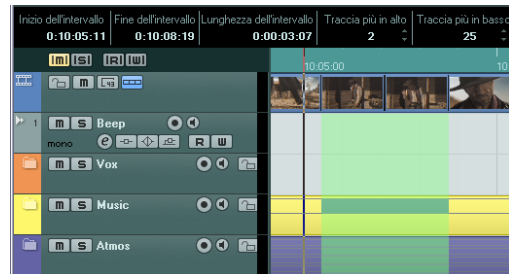 Inizio dell'intervallo Fine dell'intervallo Lunghezza dell'intervallo Traccia più in alto Traccia più in basso
0:10:05:11 0:10:08:19 0:00:03:07 2 25
m S R W
10:05:00 10
m 43
1 m S Beep
mono e R W
m S Vox
m S Music
m S Atmos